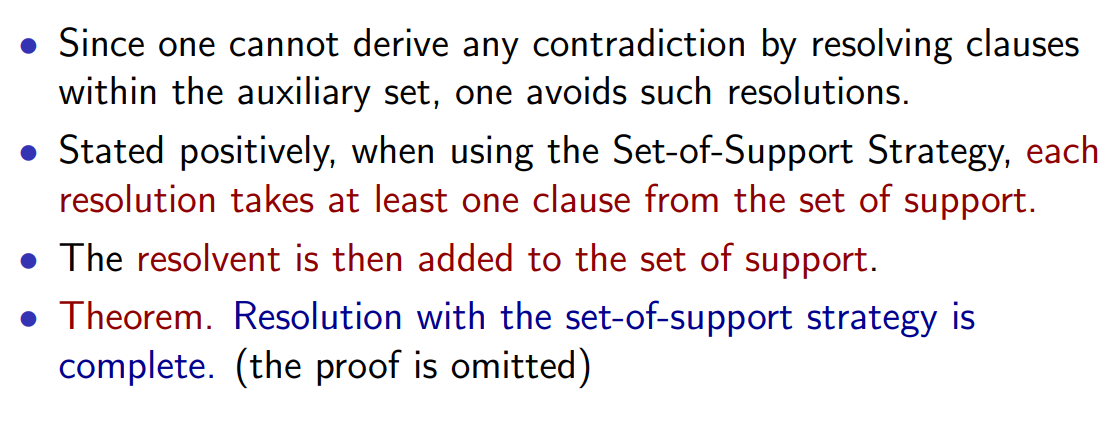 • Since one cannot derive any contradiction by resolving clauses
within the auxiliary set, one avoids such resolutions.
• Stated positively, when using the Set-of-Support Strategy, each
resolution takes at least one clause from the set of support.
• The resolvent is then added to the set of support.
• Theorem. Resolution with the set-of-support strategy is
complete. (the proof is omitted)